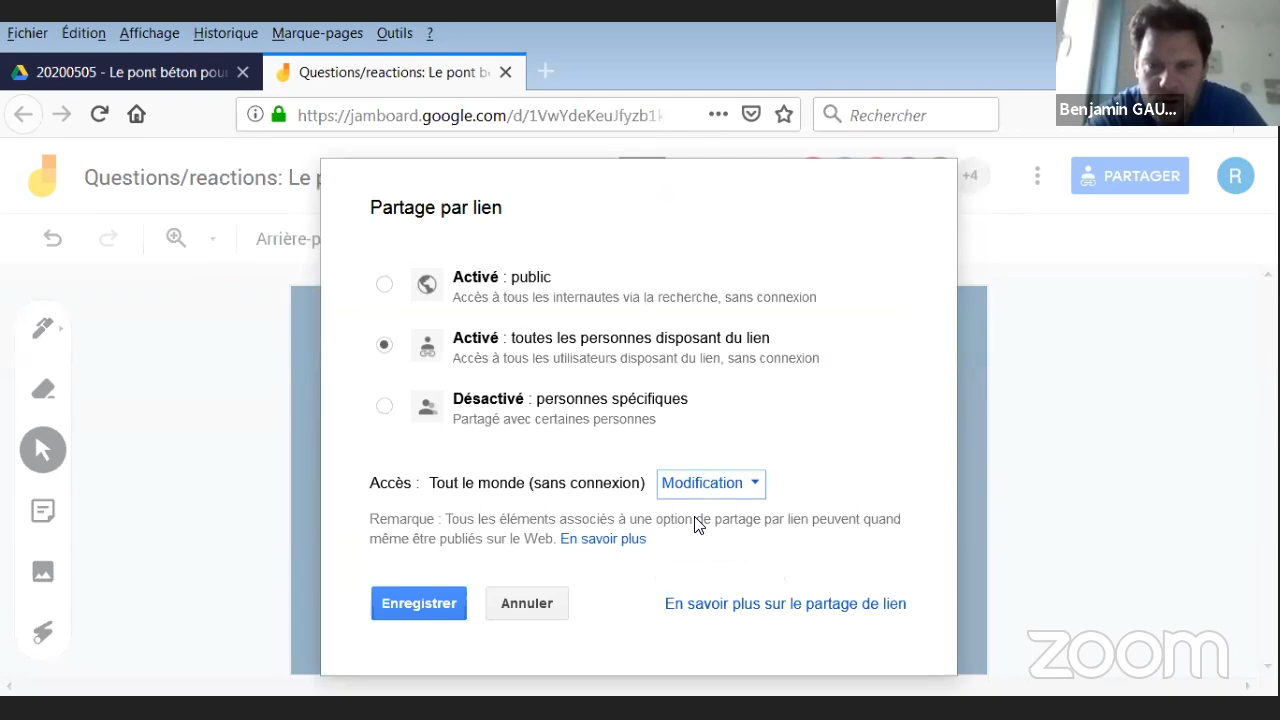 Fichier Édition Affichage Historique Marque-pages Outils ?
20200505 - Le pont béton pou
Questions/reactions: Le pont b
https://jamboard.google.com/d/1VwYdeKeuJfyzb1
Rechercher
Benjamin GAU...
Questions/reactions: Le
+4
PARTAGER
R
Arrière-p
Partage par lien
Activé : public
Accès à tous les internautes via la recherche, sans connexion
Activé : toutes les personnes disposant du lien
Accès à tous les utilisateurs disposant du lien, sans connexion
Désactivé : personnes spécifiques
Partagé avec certaines personnes
Accès : Tout le monde (sans connexion) Modification
Remarque : Tous les éléments associés à une option de partage par lien peuvent quand
même être publiés sur le Web. En savoir plus
Enregistrer
Annuler
En savoir plus sur le partage de lien
zoom